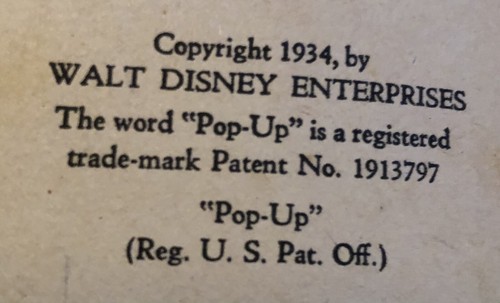 Copyright 1934, by
WALT DISNEY ENTERPRISES
The word "Pop-Up" is a registered
trade-mark Patent No. 1913797
"Pop-Up"
(Reg. U. S. Pat. Off.)